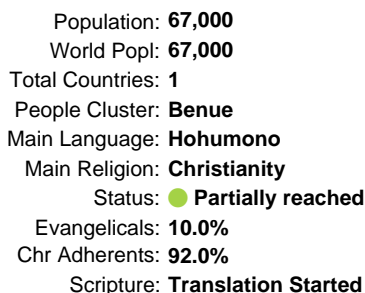 Population: 67,000
World Popl: 67,000
Total Countries: 1
People Cluster: Benue
Main Language: Hohumono
Main Religion: Christianity
Status: Partially reached
Evangelicals: 10.0%
Chr Adherents: 92.0%
Scripture: Translation Started